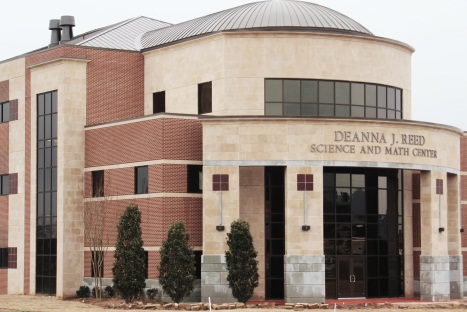 DEANNA J. REED
SCIENCE AND MATH CENTER